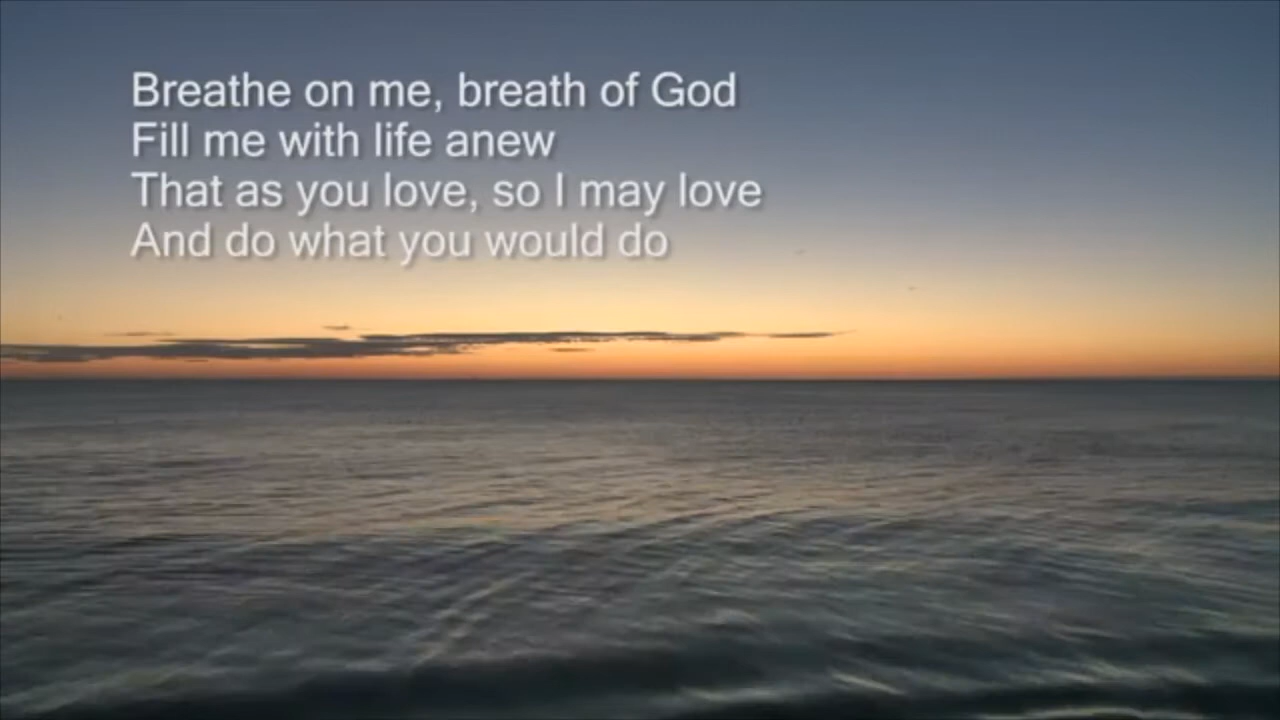 Breathe on me, breath of God
Fill me with life anew
That as you love, so I may love
And do what you would do